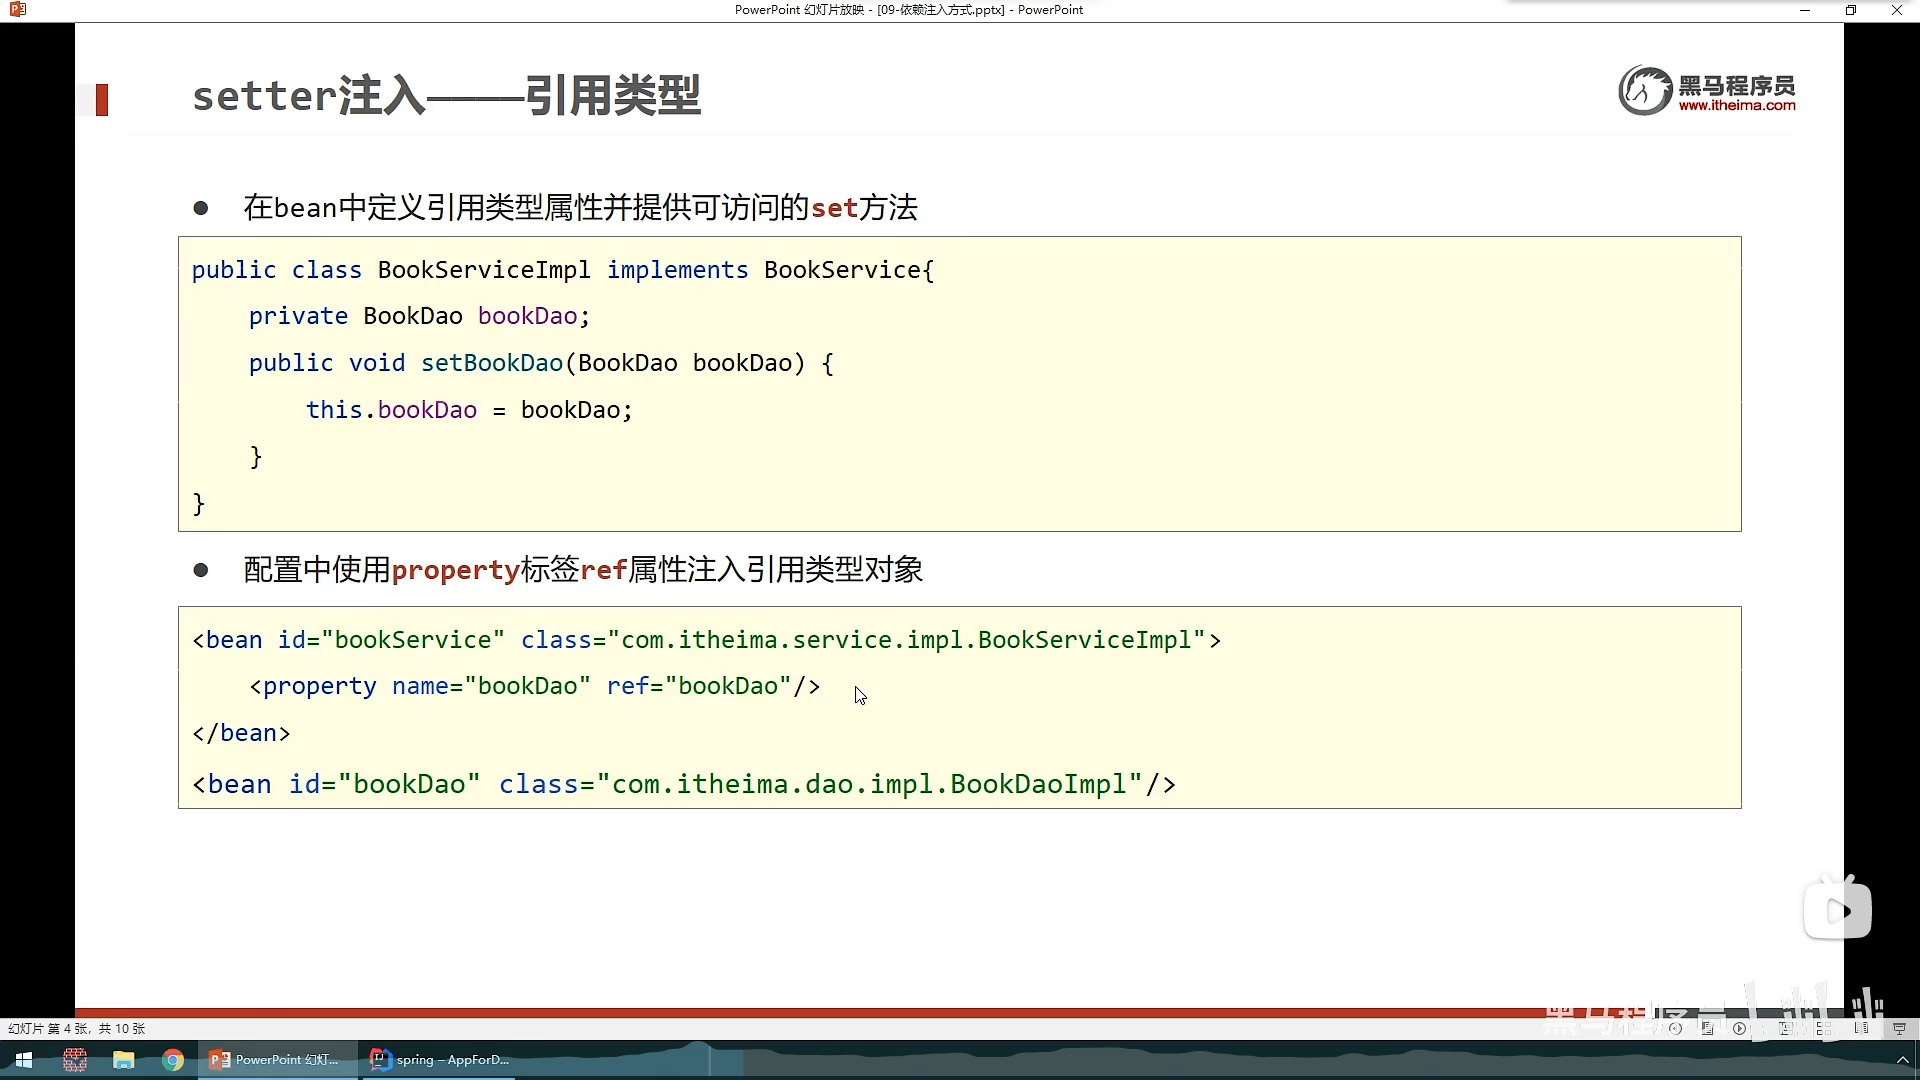 PowerPoint 幻灯片放映 - [09-依赖注入方式.pptx] - PowerPoint
setter注入————引用类型
黑马程序员
www.itheima.com
● 在bean中定义引用类型属性并提供可访问的set方法
public class BookServiceImpl implements BookService{
    private BookDao bookDao;
    public void setBookDao(BookDao bookDao) {
        this.bookDao = bookDao;
    }
}
● 配置中使用property标签ref属性注入引用类型对象
<bean id="bookService" class="com.itheima.service.impl.BookServiceImpl">
    <property name="bookDao" ref="bookDao"/>
</bean>
<bean id="bookDao" class="com.itheima.dao.impl.BookDaoImpl"/>
黑马程序员
幻灯片 第 4 张，共 10 张
PowerPoint 幻灯...
spring – AppForD...